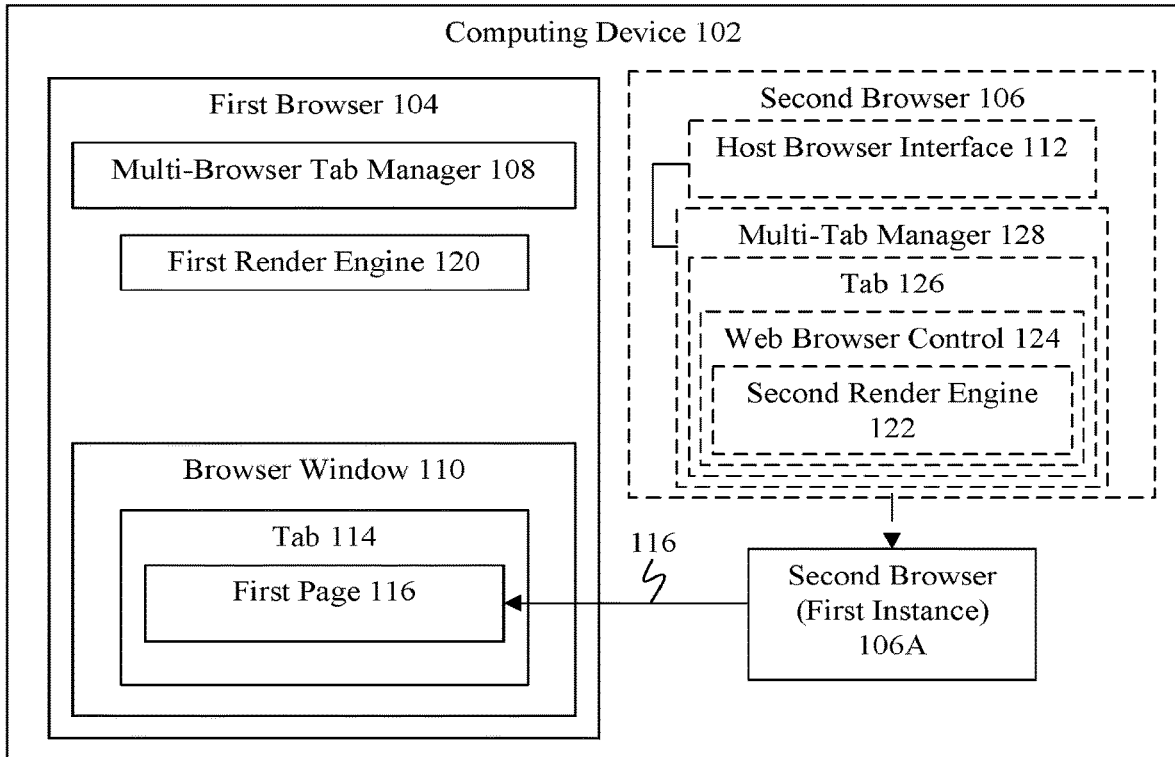 Computing Device 102
First Browser 104
Multi-Browser Tab Manager 108
First Render Engine 120
Browser Window 110
Tab 114
First Page 116
Second Browser 106
Host Browser Interface 112
Multi-Tab Manager 128
Tab 126
Web Browser Control 124
Second Render Engine
122
116
Second Browser
(First Instance)
106A